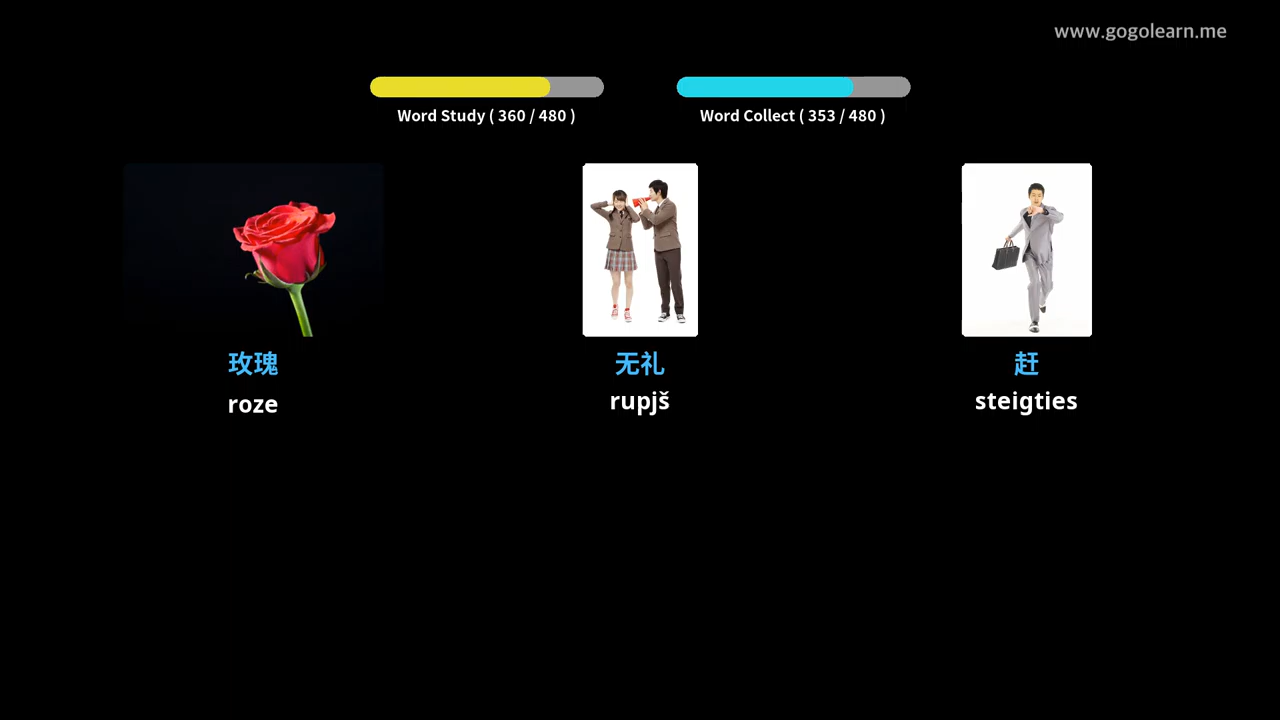 www.gogolearn.me
Word Study ( 360 / 480 )
Word Collect ( 353 / 480 )
玫瑰
无礼
赶
roze
rupjš
steigties